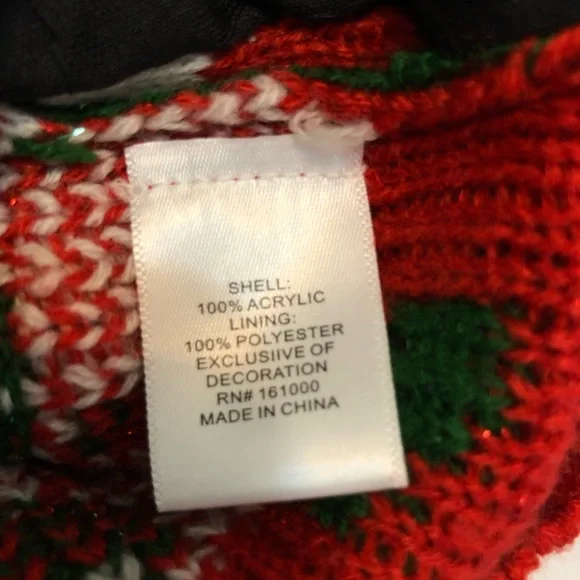 SHELL:
100% ACRYLIC
LINING:
100% POLYESTER
EXCLUSIIVE OF
DECORATION
RN# 161000
MADE IN CHINA